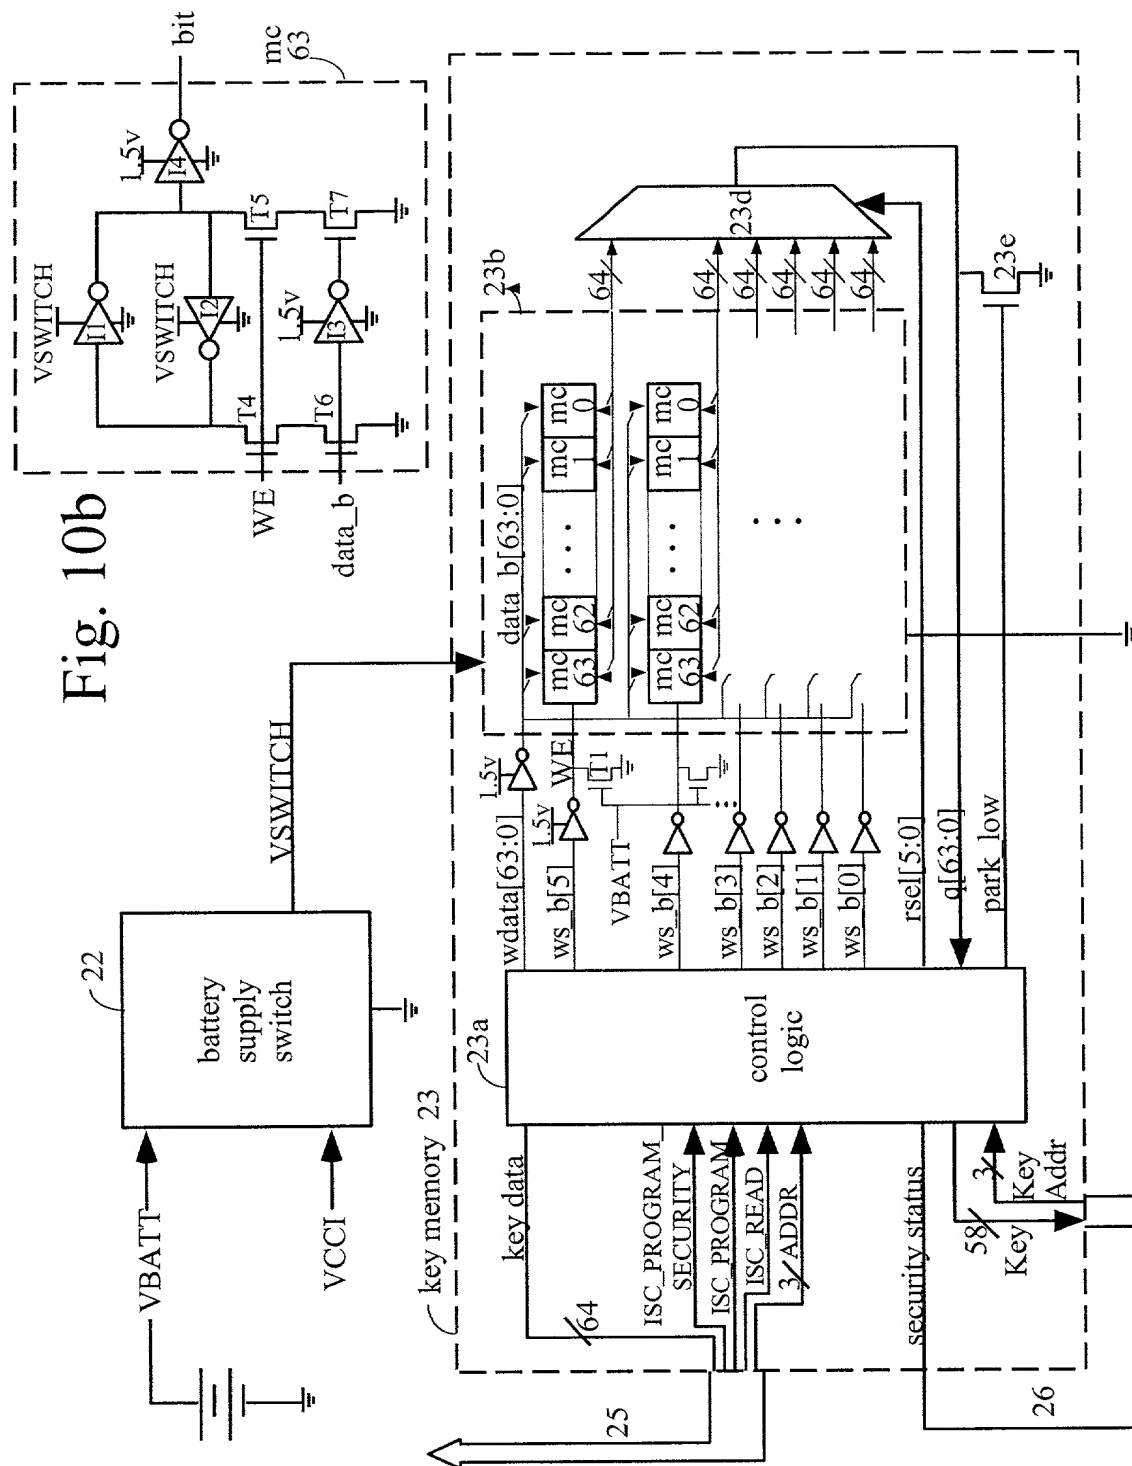 Fig. 10b
VBATT
VCCI
22
battery
supply
switch
VSWITCH
mc
63
bit
VSWITCH
I1
VSWITCH
I2
1.5v
I4
T4
T5
T6
T7
1.5v
I3
WE
data_b
key memory 23
23a
control
logic
key data
64
ISC_PROGRAM_
SECURITY
ISC_PROGRAM
ISC_READ
3 ADDR
security status
58
Key
3
Key
Addr
25
26
wdata[63:0]
1.5v
ws_b[5]
1.5v
WE
T1
VBATT
ws_b[4]
ws_b[3]
ws_b[2]
ws_b[1]
ws_b[0]
rsel[5:0]
q[63:0]
park_low
data_b[63:0]
23b
mc
63
mc
62
mc
1
mc
0
mc
63
mc
62
mc
1
mc
0
64
64
64
64
64
64
23d
23e